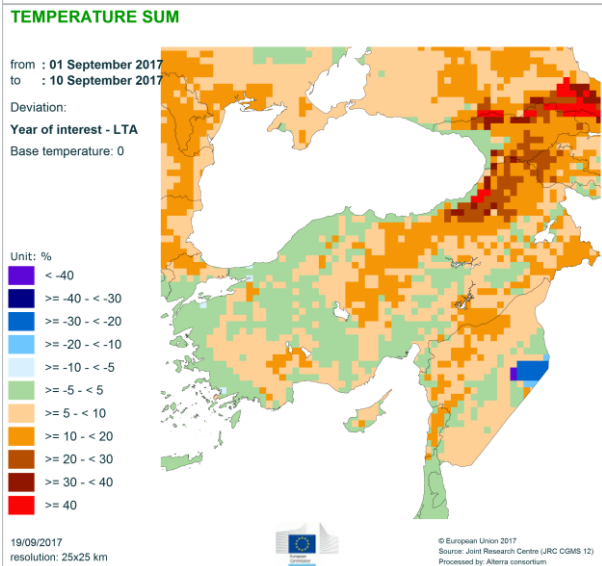 TEMPERATURE SUM
from : 01 September 2017
to : 10 September 2017
Deviation:
Year of interest - LTA
Base temperature: 0
Unit: %
< -40
>= -40 - < -30
>= -30 - < -20
>= -20 - < -10
>= -10 - < -5
>= -5 - < 5
>= 5 - < 10
>= 10 - < 20
>= 20 - < 30
>= 30 - < 40
>= 40
19/09/2017
resolution: 25x25 km
European
Commission
© European Union 2017
Source: Joint Research Centre (JRC CGMS 12)
Processed by: Alterra consortium